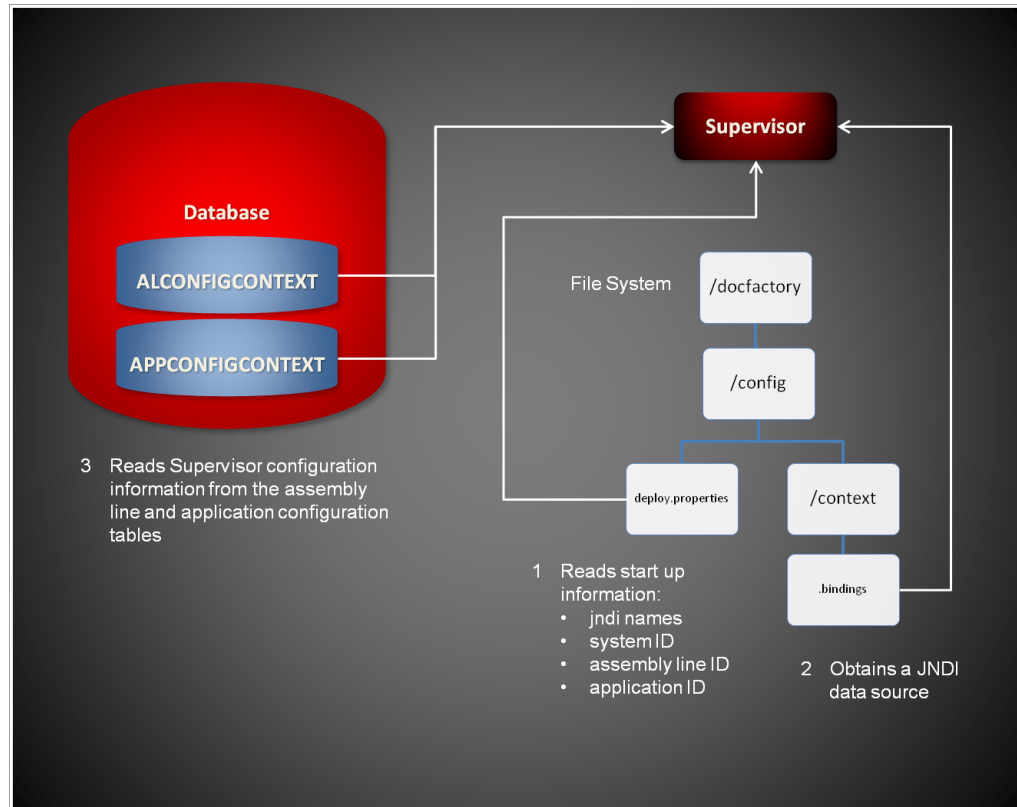 Supervisor
Database
ALCONFIGCONTEXT
APPCONFIGCONTEXT
File System
/docfactory
/config
deploy.properties
/context
.bindings
3 Reads Supervisor configuration
information from the assembly
line and application configuration
tables
1 Reads start up
information:
• jndi names
• system ID
• assembly line ID
• application ID
2 Obtains a JNDI
data source